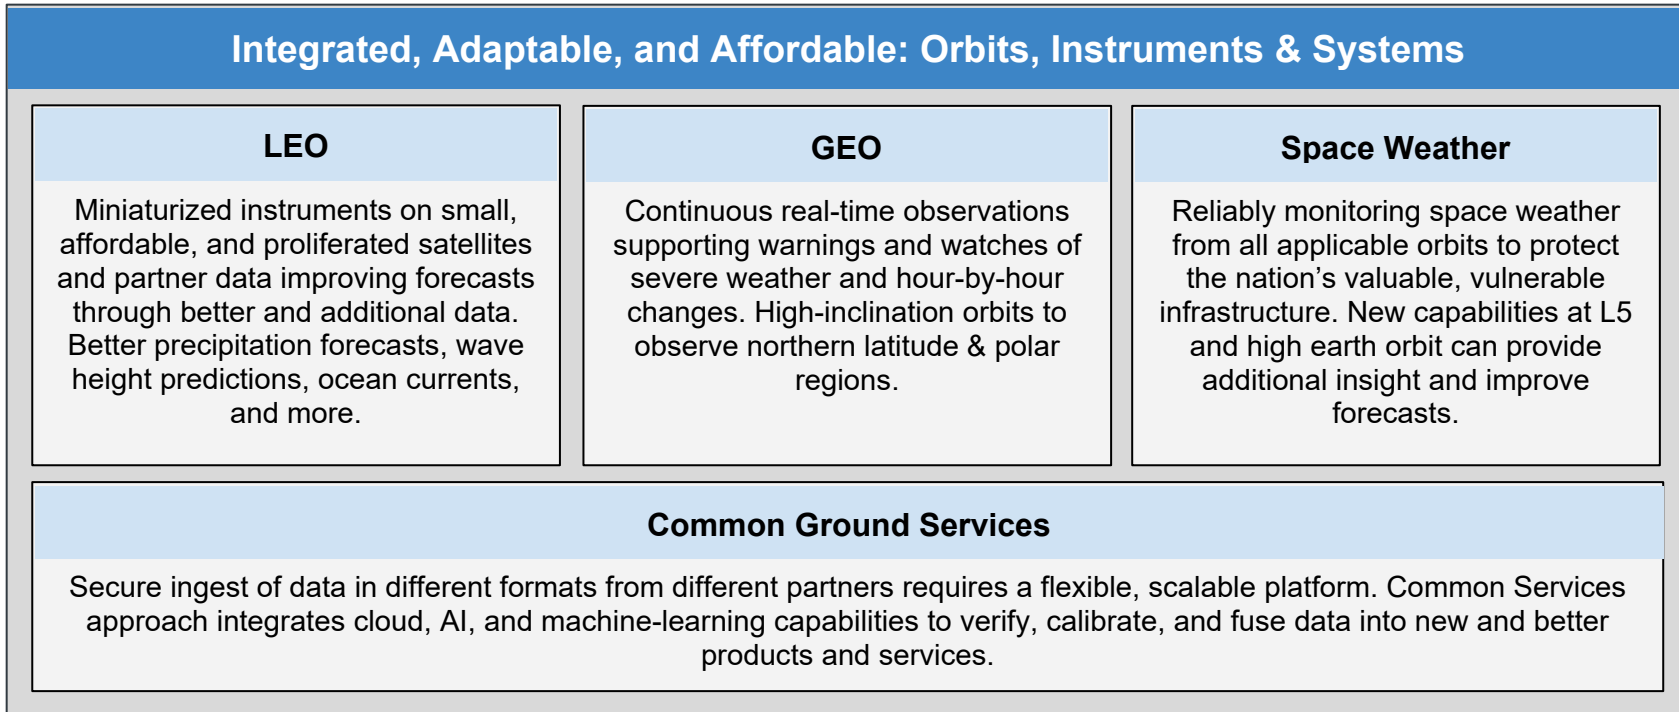 Integrated, Adaptable, and Affordable: Orbits, Instruments & Systems
LEO
Miniaturized instruments on small,
affordable, and proliferated satellites
and partner data improving forecasts
through better and additional data.
Better precipitation forecasts, wave
height predictions, ocean currents,
and more.
GEO
Continuous real-time observations
supporting warnings and watches of
severe weather and hour-by-hour
changes. High-inclination orbits to
observe northern latitude & polar
regions.
Space Weather
Reliably monitoring space weather
from all applicable orbits to protect
the nation’s valuable, vulnerable
infrastructure. New capabilities at L5
and high earth orbit can provide
additional insight and improve
forecasts.
Common Ground Services
Secure ingest of data in different formats from different partners requires a flexible, scalable platform. Common Services
approach integrates cloud, AI, and machine-learning capabilities to verify, calibrate, and fuse data into new and better
products and services.